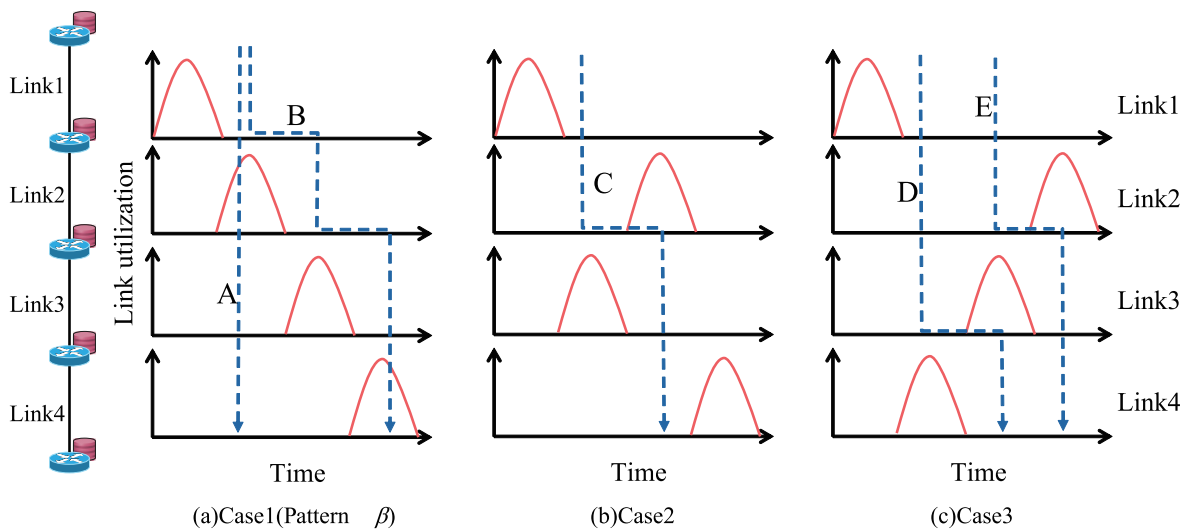 Link1
Link2
Link3
Link4
Link utilization
A
B
Time
(a)Case1(Pattern β)
C
Time
(b)Case2
D
E
Link1
Link2
Link3
Link4
Time
(c)Case3